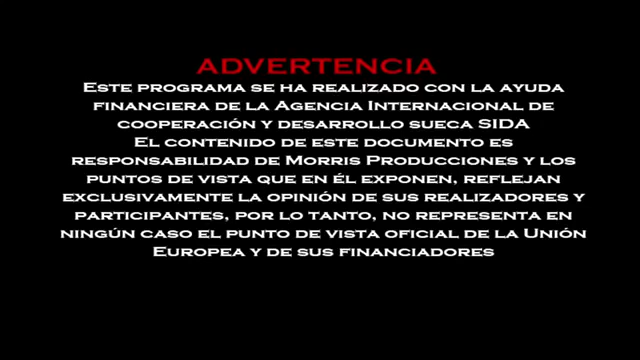 ADVERTENCIA
Este programa se ha realizado con la ayuda
financiera de la Agencia Internacional de
cooperación y desarrollo sueca SIDA
El contenido de este documento es
responsabilidad de Morris Producciones y los
puntos de vista que en él exponen, reflejan
exclusivamente la opinión de sus realizadores y
participantes, por lo tanto, no representa en
ningún caso el punto de vista oficial de la Unión
Europea y de sus financiadores